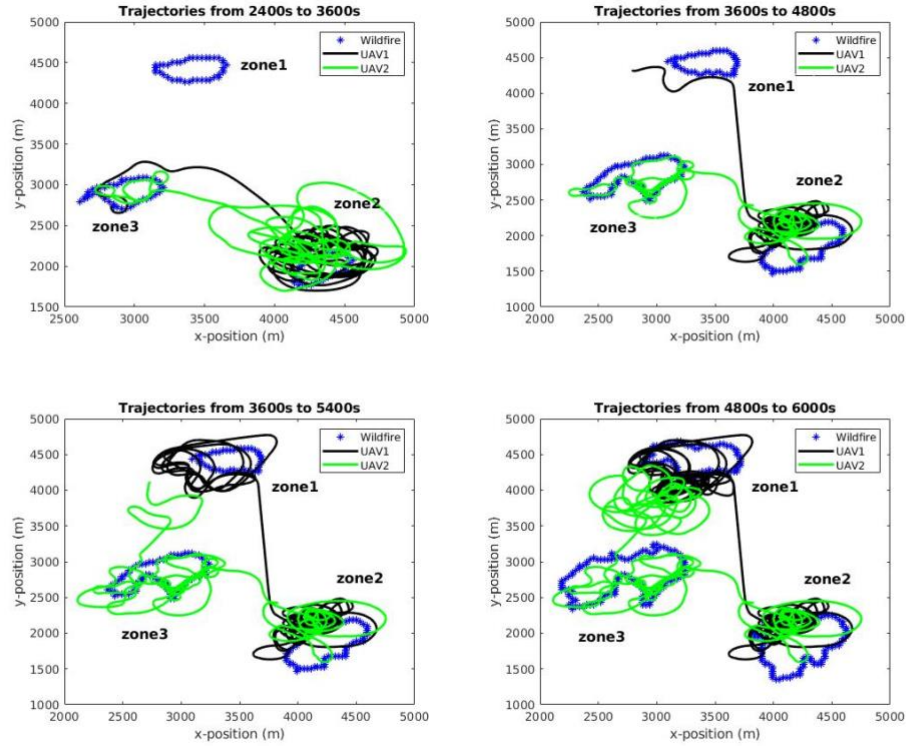 Trajectories from 2400s to 3600s
5000
4500
4000
3500
3000
2500
2000
1500
y-position (m)
Wildfire
UAV1
UAV2
zone1
zone2
zone3
2500 3000 3500 4000 4500 5000
x-position (m)
Trajectories from 3600s to 4800s
5000
4500
4000
3500
3000
2500
2000
1500
1000
y-position (m)
Wildfire
UAV1
UAV2
zone1
zone2
zone3
2000 2500 3000 3500 4000 4500 5000
x-position (m)
Trajectories from 3600s to 5400s
5000
4500
4000
3500
3000
2500
2000
1500
1000
y-position (m)
Wildfire
UAV1
UAV2
zone1
zone2
zone3
2000 2500 3000 3500 4000 4500 5000
x-position (m)
Trajectories from 4800s to 6000s
5000
4500
4000
3500
3000
2500
2000
1500
1000
y-position (m)
Wildfire
UAV1
UAV2
zone1
zone2
zone3
2000 2500 3000 3500 4000 4500 5000
x-position (m)